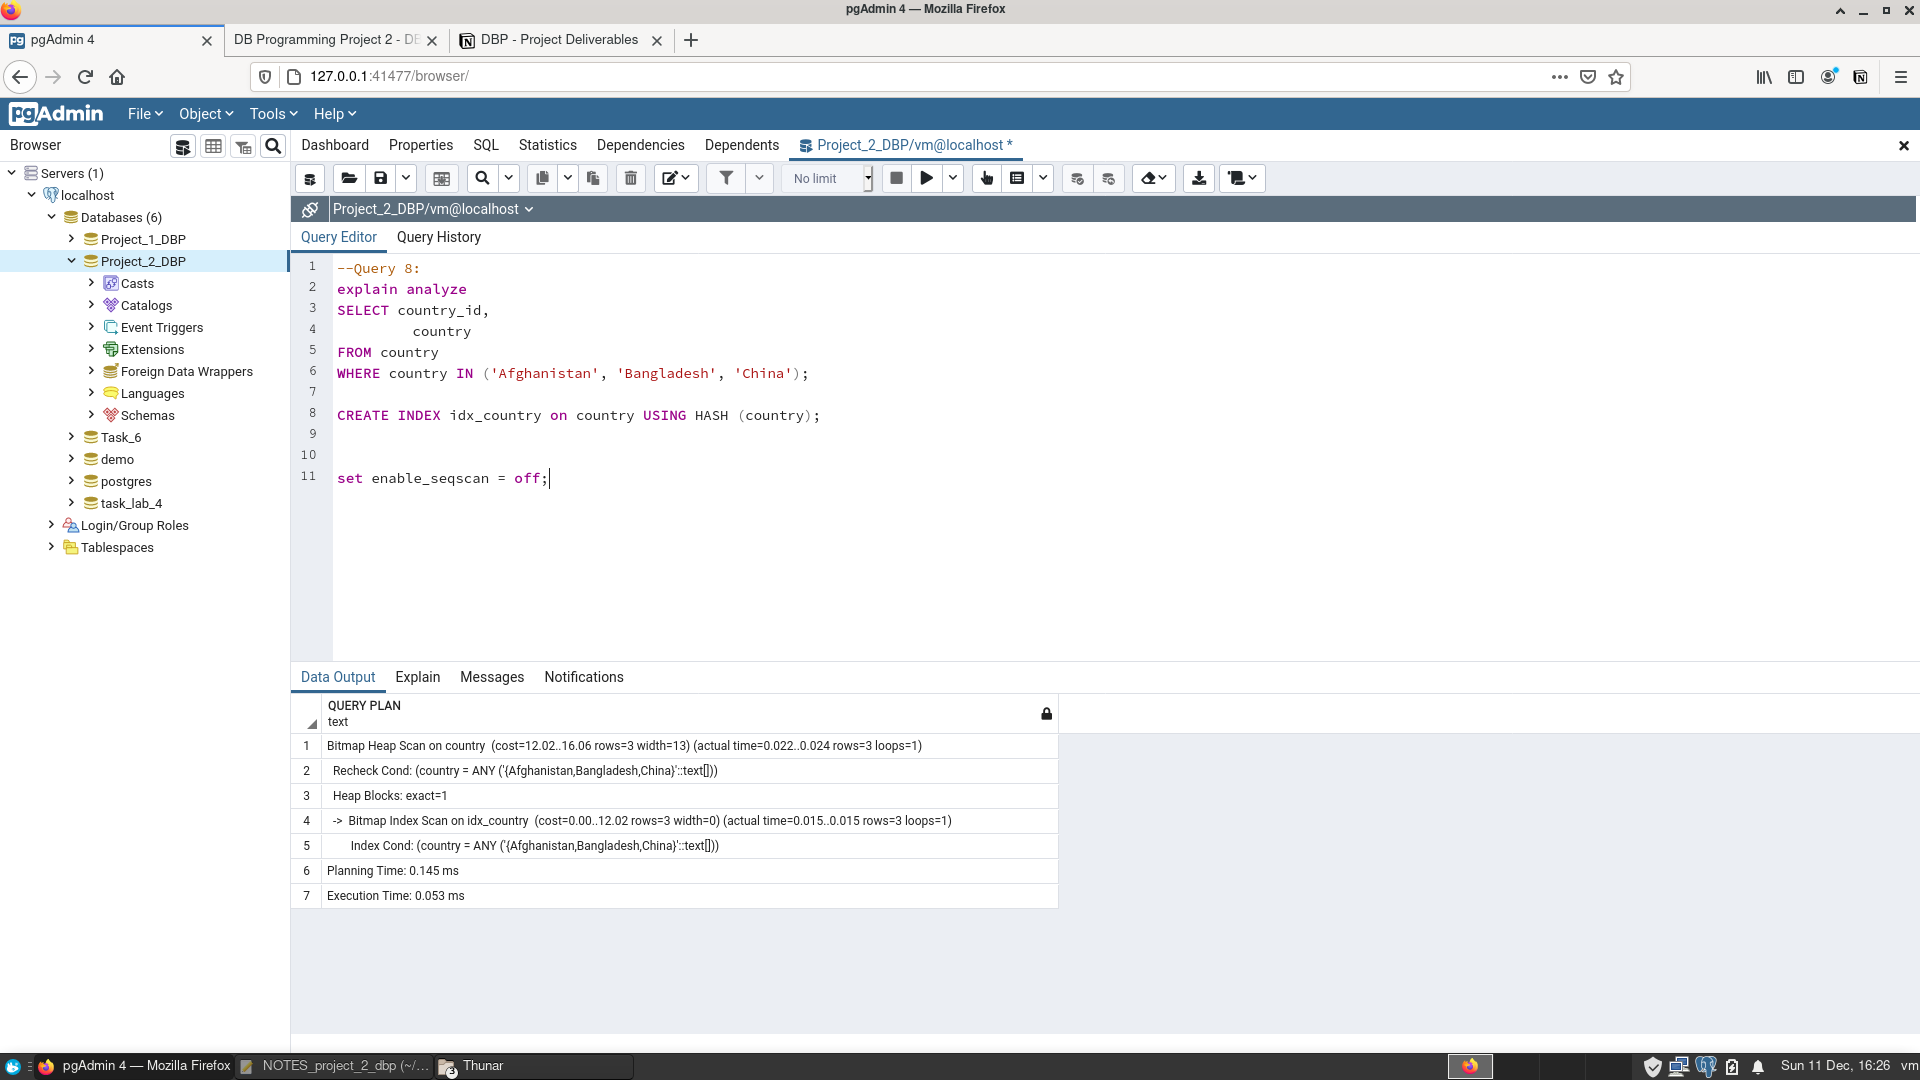 pgAdmin 4 — Mozilla Firefox
pgAdmin 4
DB Programming Project 2 - DB
DBP - Project Deliverables
127.0.0.1:41477/browser/
pgAdmin
File
Object
Tools
Help
Browser
Dashboard
Properties
SQL
Statistics
Dependencies
Dependents
Project_2_DBP/vm@localhost *
Servers (1)
localhost
Databases (6)
Project_1_DBP
Project_2_DBP
Casts
Catalogs
Event Triggers
Extensions
Foreign Data Wrappers
Languages
Schemas
Task_6
demo
postgres
task_lab_4
Login/Group Roles
Tablespaces
No limit
Project_2_DBP/vm@localhost
Query Editor
Query History
1 --Query 8:
2 explain analyze
3 SELECT country_id,
4 country
5 FROM country
6 WHERE country IN ('Afghanistan', 'Bangladesh', 'China');
7
8 CREATE INDEX idx_country on country USING HASH (country);
9
10
11 set enable_seqscan = off;
Data Output
Explain
Messages
Notifications
QUERY PLAN
text
1 Bitmap Heap Scan on country (cost=12.02..16.06 rows=3 width=13) (actual time=0.022..0.024 rows=3 loops=1)
2 Recheck Cond: (country = ANY ('{Afghanistan,Bangladesh,China}'::text[]))
3 Heap Blocks: exact=1
4 -> Bitmap Index Scan on idx_country (cost=0.00..12.02 rows=3 width=0) (actual time=0.015..0.015 rows=3 loops=1)
5 Index Cond: (country = ANY ('{Afghanistan,Bangladesh,China}'::text[]))
6 Planning Time: 0.145 ms
7 Execution Time: 0.053 ms
pgAdmin 4 — Mozilla Firefox
NOTES_project_2_dbp (~/…
3
Thunar
Sun 11 Dec, 16:26
vm